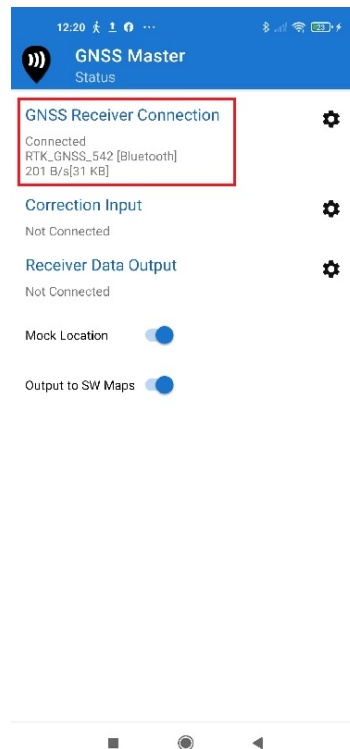 12:20
GNSS Master
Status
GNSS Receiver Connection
Connected
RTK_GNSS_542 [Bluetooth]
201 B/s[31 KB]
Correction Input
Not Connected
Receiver Data Output
Not Connected
Mock Location
Output to SW Maps